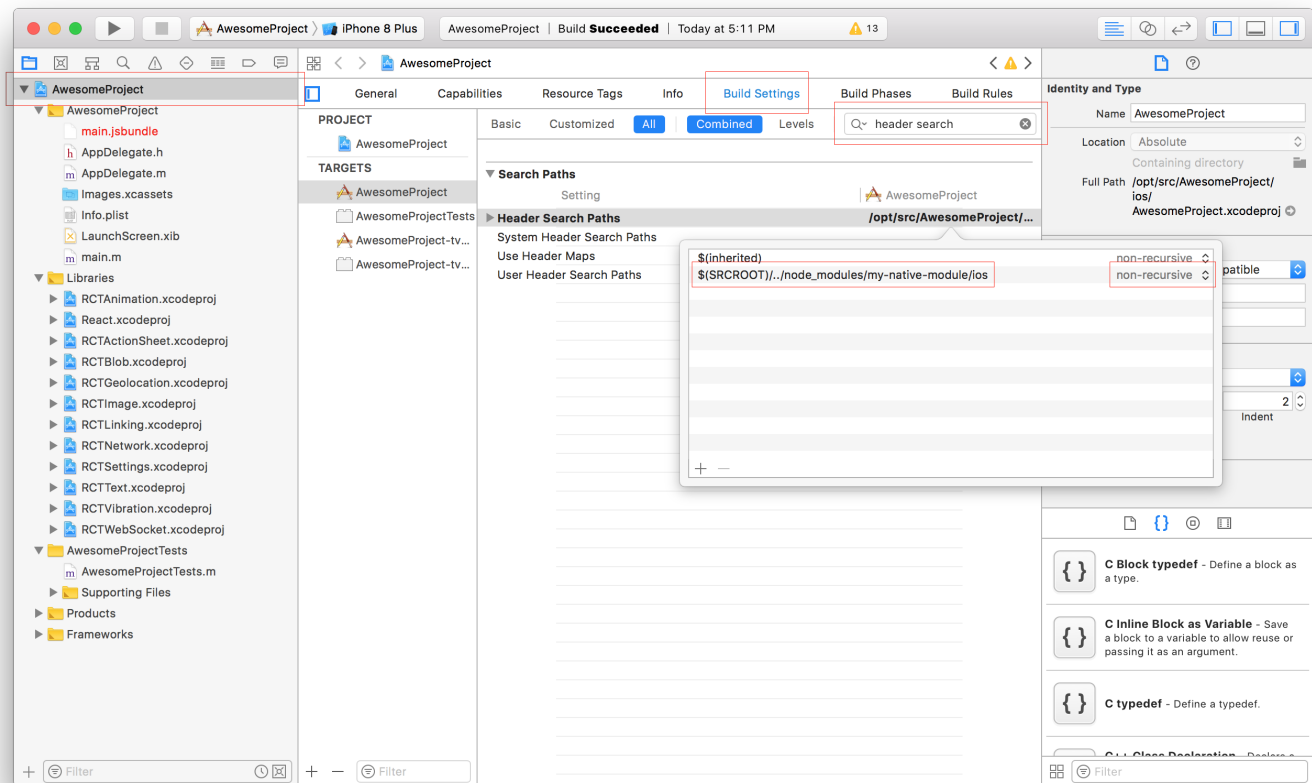 AwesomeProject 〉 iPhone 8 Plus
AwesomeProject | Build Succeeded | Today at 5:11 PM
13
AwesomeProject
AwesomeProject
main.jsbundle
h AppDelegate.h
m AppDelegate.m
Images.xcassets
Info.plist
LaunchScreen.xib
m main.m
Libraries
RCTAnimation.xcodeproj
React.xcodeproj
RCTActionSheet.xcodeproj
RCTBlob.xcodeproj
RCTGeolocation.xcodeproj
RCTImage.xcodeproj
RCTLinking.xcodeproj
RCTNetwork.xcodeproj
RCTSettings.xcodeproj
RCTText.xcodeproj
RCTVibration.xcodeproj
RCTWebSocket.xcodeproj
AwesomeProjectTests
m AwesomeProjectTests.m
Supporting Files
Products
Frameworks
Filter
AwesomeProject
General Capabilities Resource Tags Info Build Settings Build Phases Build Rules
PROJECT
AwesomeProject
TARGETS
AwesomeProject
AwesomeProjectTests
AwesomeProject-tv...
AwesomeProject-tv...
Filter
Basic Customized All Combined Levels
header search
Search Paths
Setting AwesomeProject
Header Search Paths /opt/src/AwesomeProject/...
System Header Search Paths
Use Header Maps
User Header Search Paths
$(inherited) non-recursive
$(SRCROOT)/../node_modules/my-native-module/ios non-recursive
Identity and Type
Name AwesomeProject
Location Absolute
Containing directory
Full Path /opt/src/AwesomeProject/
ios/
AwesomeProject.xcodeproj
patible
2
Indent
{ } C Block typedef - Define a block as
a type.
{ } C Inline Block as Variable - Save
a block to a variable to allow reuse or
passing it as an argument.
{ } C typedef - Define a typedef.
Filter